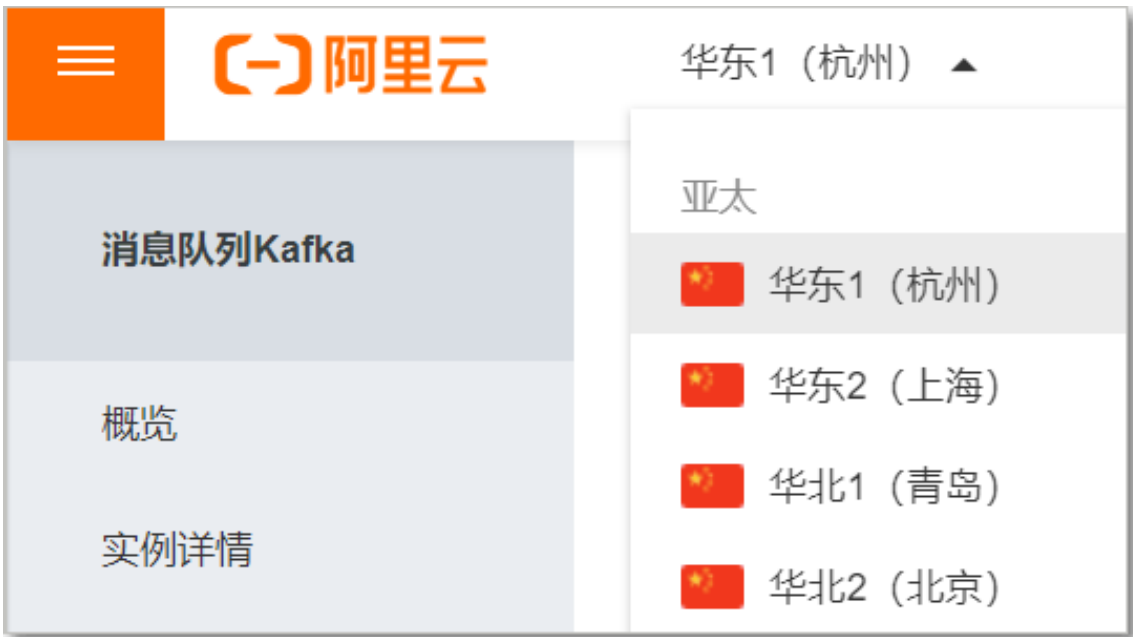 阿里云 华东1（杭州）
亚太
消息队列Kafka
华东1（杭州）
华东2（上海）
概览
华北1（青岛）
实例详情
华北2（北京）